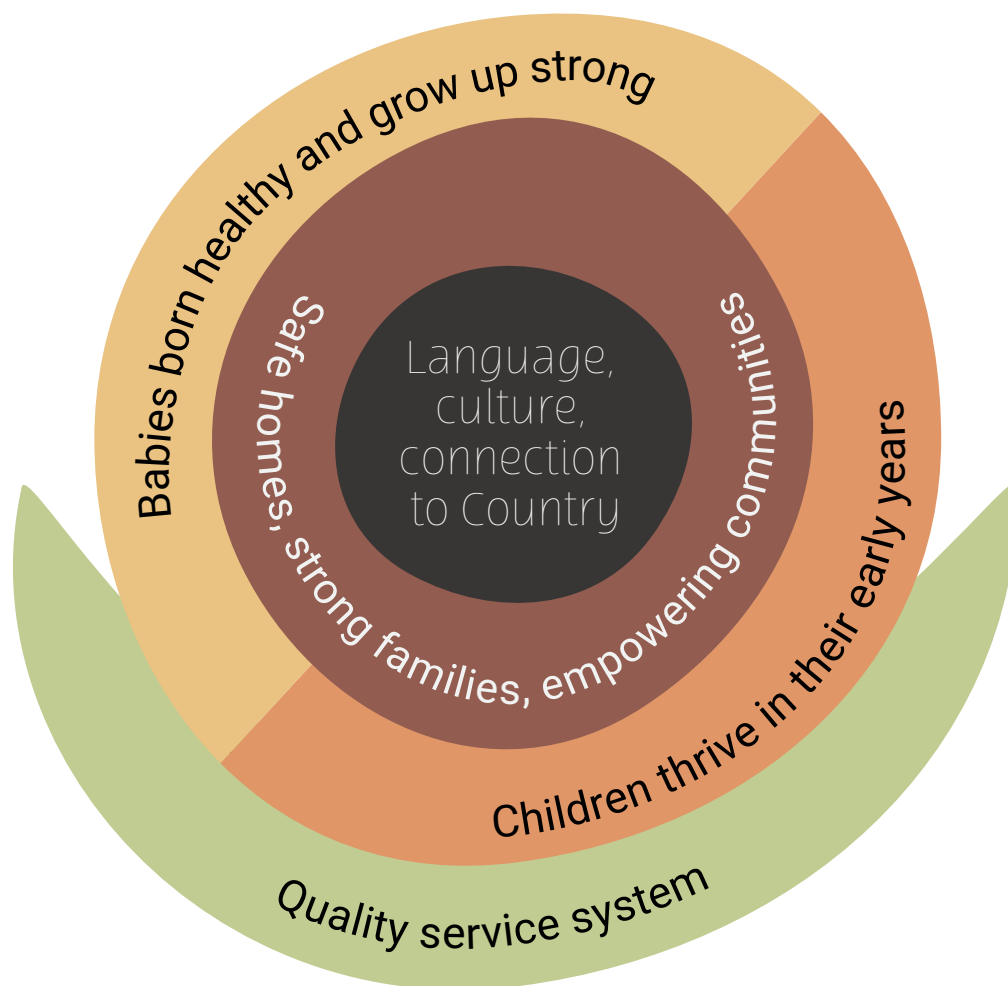 Babies born healthy and grow up strong
Safe homes, strong families, empowering communities
Language,
culture,
connection
to Country
Children thrive in their early years
Quality service system